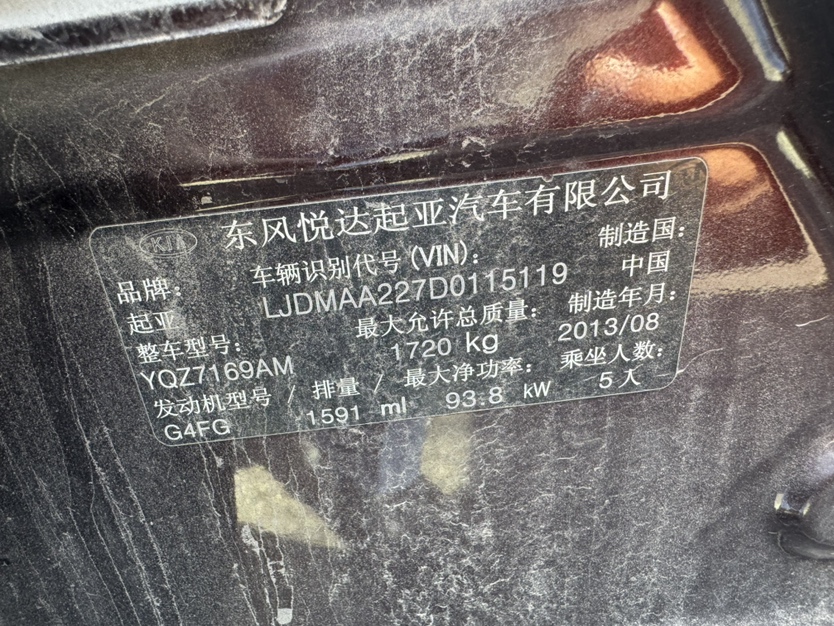 KIA 东风悦达起亚汽车有限公司
品牌： 车辆识别代号(VIN)： 制造国：
起亚 LJDMAA227D0115119 中国
整车型号： 最大允许总质量： 制造年月：
YQZ7169AM 1720 kg 2013/08
发动机型号 / 排量 / 最大净功率： 乘坐人数：
G4FG 1591 ml 93.8 kW 5人